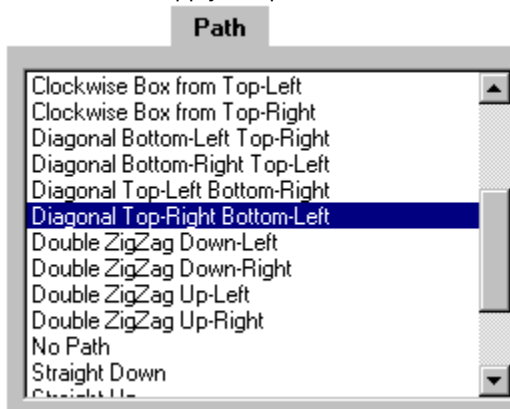 Path
Clockwise Box from Top-Left
Clockwise Box from Top-Right
Diagonal Bottom-Left Top-Right
Diagonal Bottom-Right Top-Left
Diagonal Top-Left Bottom-Right
Diagonal Top-Right Bottom-Left
Double ZigZag Down-Left
Double ZigZag Down-Right
Double ZigZag Up-Left
Double ZigZag Up-Right
No Path
Straight Down